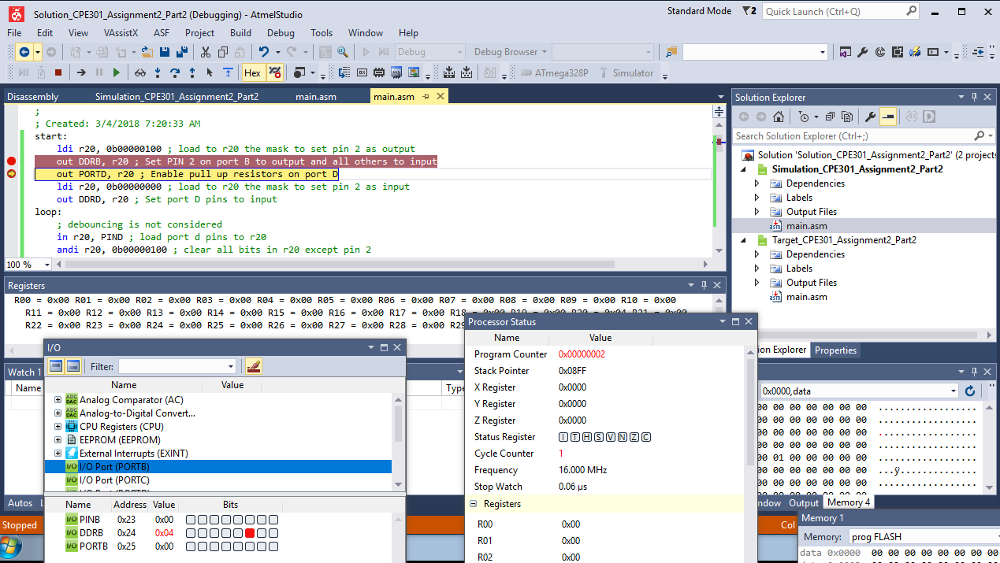 Solution_CPE301_Assignment2_Part2 (Debugging) - AtmelStudio
Standard Mode 2 Quick Launch (Ctrl+Q)
File Edit View VAssistX ASF Project Build Debug Tools Window Help
Debug Debug Browser
Hex ATmega328P Simulator
Disassembly Simulation_CPE301_Assignment2_Part2 main.asm main.asm
;
; Created: 3/4/2018 7:20:33 AM
start:
ldi r20, 0b00000100 ; load to r20 the mask to set pin 2 as output
out DDRB, r20 ; Set PIN 2 on port B to output and all others to input
out PORTD, r20 ; Enable pull up resistors on port D
ldi r20, 0b00000000 ; load to r20 the mask to set pin 2 as input
out DDRD, r20 ; Set port D pins to input
loop:
; debouncing is not considered
in r20, PIND ; load port d pins to r20
andi r20, 0b00000100 ; clear all bits in r20 except pin 2
100 %
Solution Explorer
Search Solution Explorer (Ctrl+;)
Solution 'Solution_CPE301_Assignment2_Part2' (2 projects
Simulation_CPE301_Assignment2_Part2
Dependencies
Labels
Output Files
main.asm
Target_CPE301_Assignment2_Part2
Dependencies
Labels
Output Files
main.asm
ion Explorer Properties
Registers
R00 = 0x00 R01 = 0x00 R02 = 0x00 R03 = 0x00 R04 = 0x00 R05 = 0x00 R06 = 0x00 R07 = 0x00 R08 = 0x00 R09 = 0x00 R10 = 0x00
R11 = 0x00 R12 = 0x00 R13 = 0x00 R14 = 0x00 R15 = 0x00 R16 = 0x00 R17 = 0x00 R18
R22 = 0x00 R23 = 0x00 R24 = 0x00 R25 = 0x00 R26 = 0x00 R27 = 0x00 R28 = 0x00 R29
Watch 1
Name Type
Autos
Stopped
I/O
Filter:
Name Value
Analog Comparator (AC)
Analog-to-Digital Convert...
CPU Registers (CPU)
EEPROM (EEPROM)
External Interrupts (EXINT)
I/O Port (PORTB)
I/O Port (PORTC)
Name Address Value Bits
PINB 0x23 0x00
DDRB 0x24 0x04
PORTB 0x25 0x00
Processor Status
Name Value
Program Counter 0x00000002
Stack Pointer 0x08FF
X Register 0x0000
Y Register 0x0000
Z Register 0x0000
Status Register I T H S V N Z C
Cycle Counter 1
Frequency 16.000 MHz
Stop Watch 0.06 µs
Registers
R00 0x00
R01 0x00
R02 0x00
0x0000,data
00 00 00 00 00 00 00 ..................
00 00 00 00 00 00 00 ..................
00 00 00 00 00 00 00 ..................
00 00 00 00 00 00 00 ..................
00 01 00 00 00 00 ..................
00 00 00 00 00 00 00 ...ÿ..............
00 00 00 00 00 00 00 ..................
ndow Output Memory 4
Col
Memory 1
Memory: prog FLASH
data 0x0000 00 00 00 00 00 00 00 00